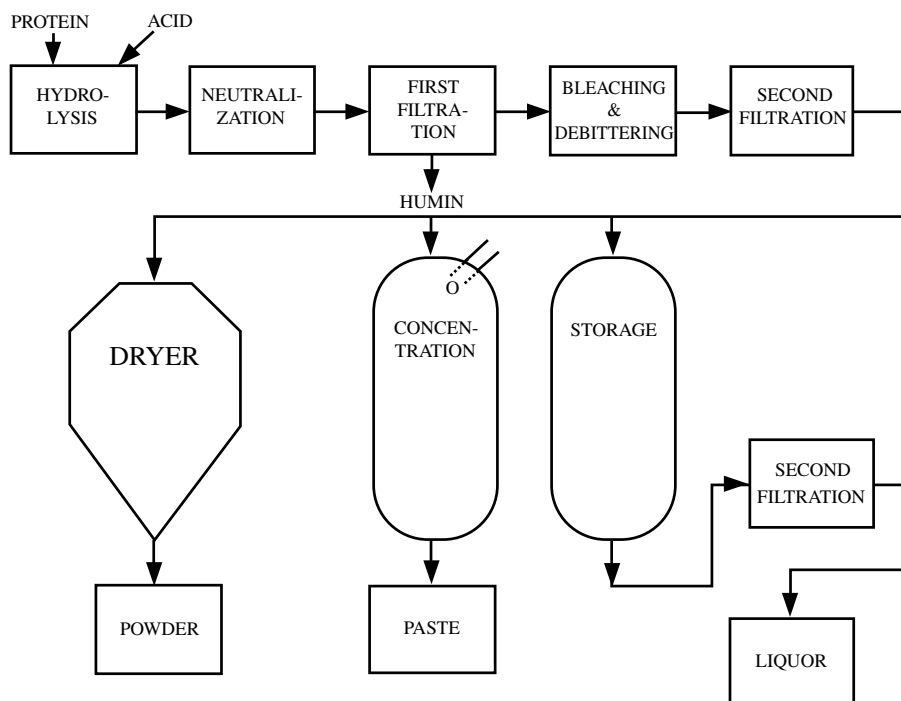 PROTEIN
ACID
HYDRO-
LYSIS
NEUTRALI-
ZATION
FIRST
FILTRA-
TION
BLEACHING
&
DEBITTERING
SECOND
FILTRATION
HUMIN
DRYER
O
CONCEN-
TRATION
STORAGE
SECOND
FILTRATION
POWDER
PASTE
LIQUOR